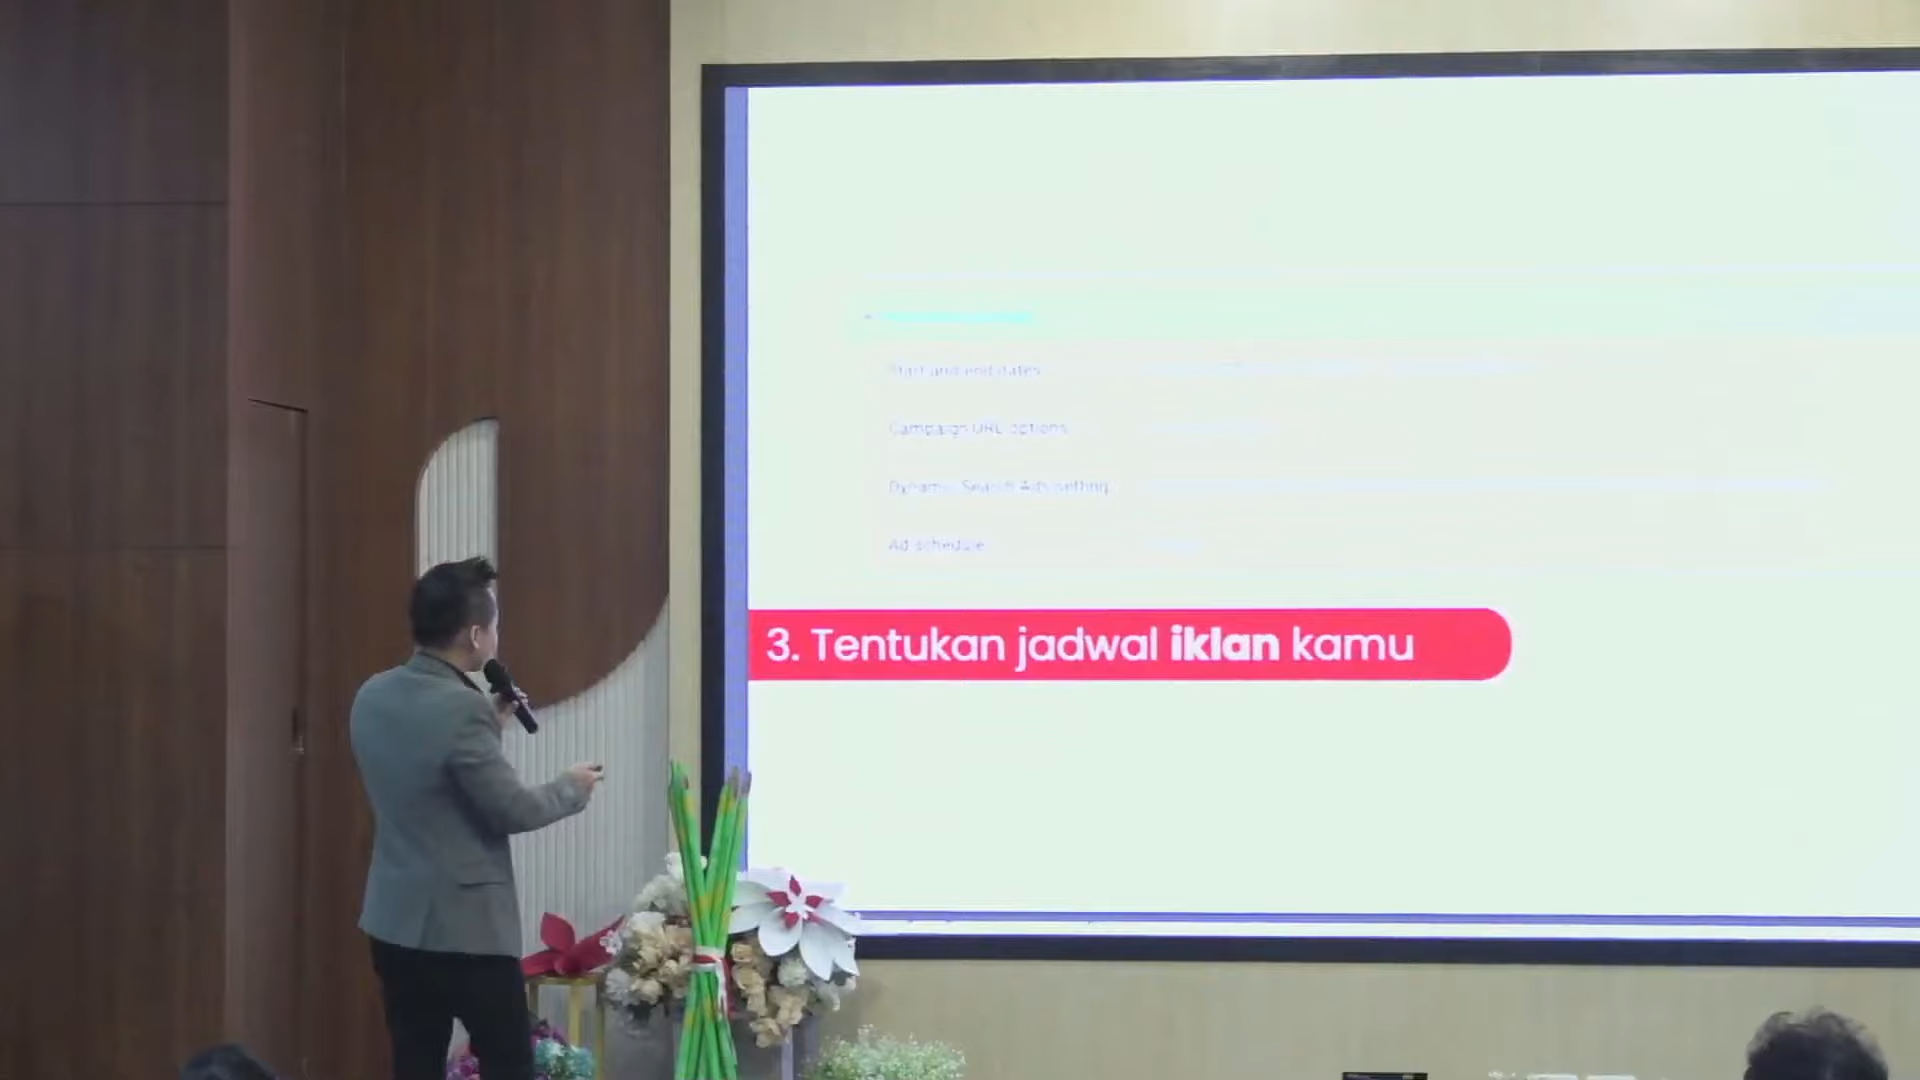 Start and end dates
Campaign URL options
Dynamic Search Ads setting
Ad schedule
3. Tentukan jadwal iklan kamu